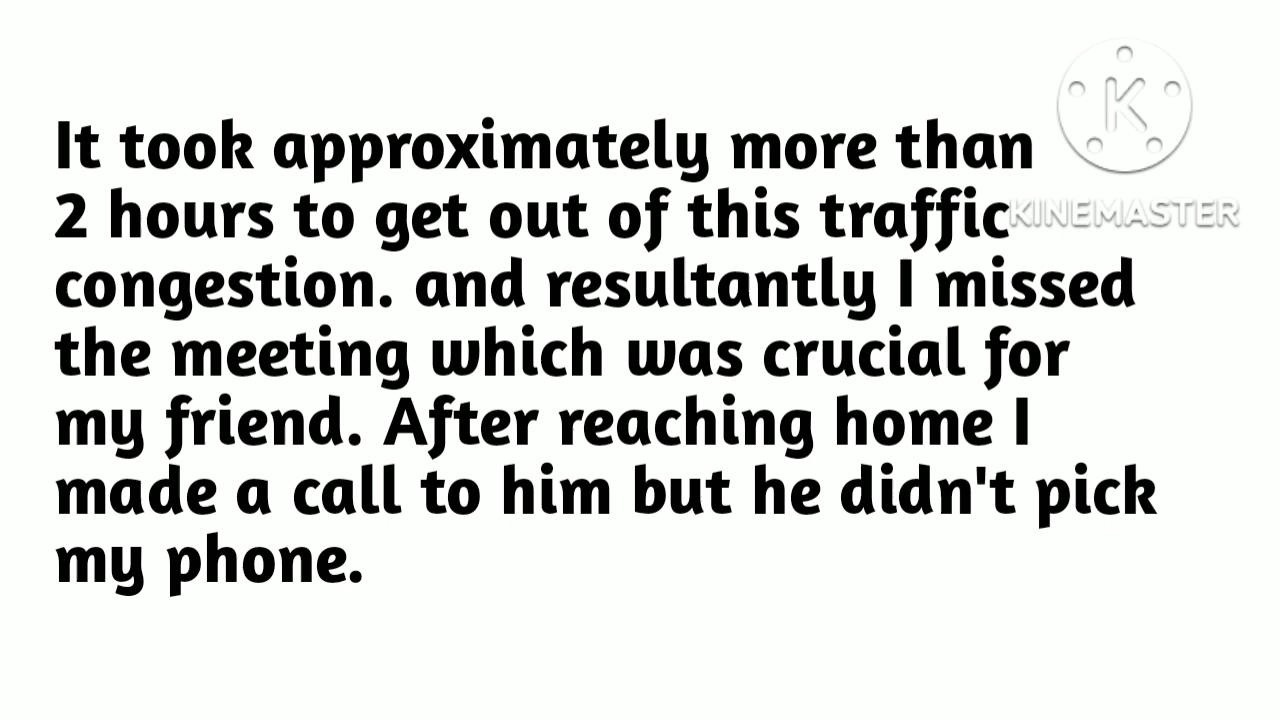 It took approximately more than
2 hours to get out of this traffic
congestion. and resultantly I missed
the meeting which was crucial for
my friend. After reaching home I
made a call to him but he didn't pick
my phone.
K
KINEMASTER